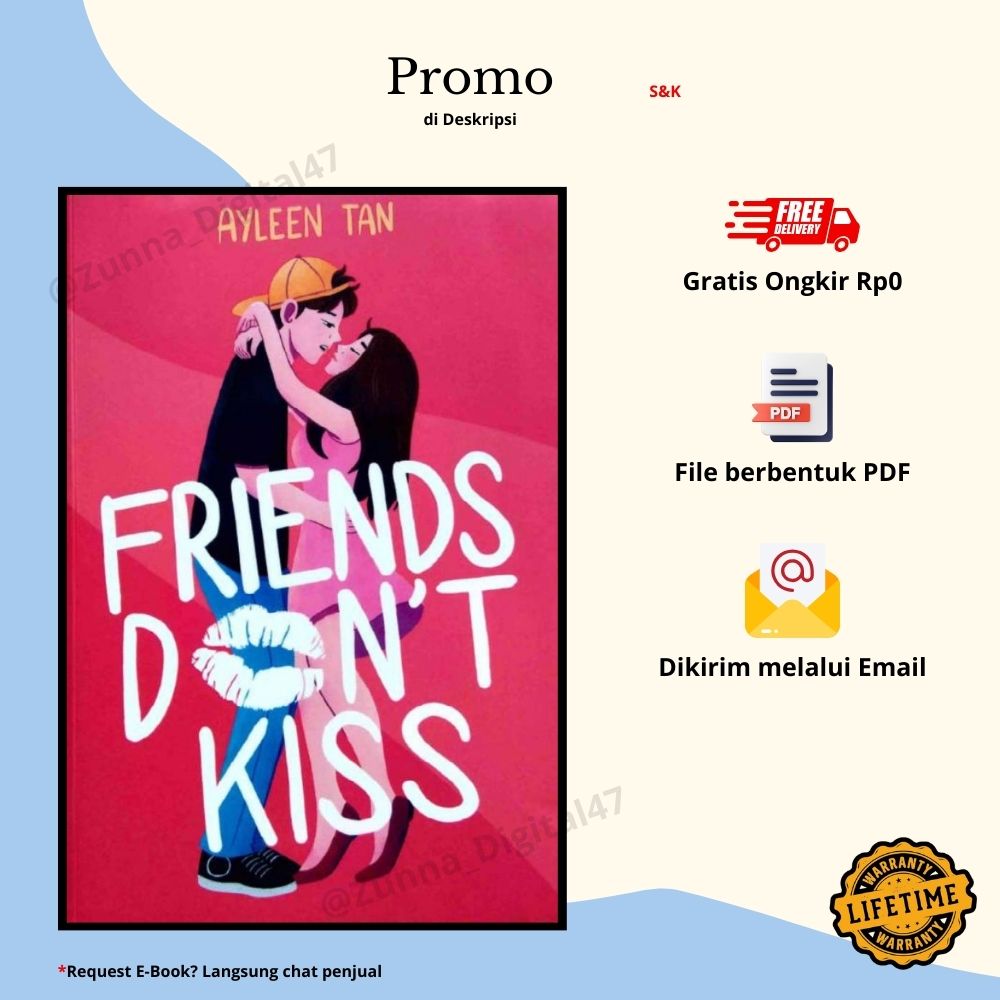 Promo
di Deskripsi
S&K
@Zunna_Digital47
AYLEEN TAN
FRIENDS
DON'T
KISS
FREE
DELIVERY
Gratis Ongkir Rp0
PDF
File berbentuk PDF
@
Dikirim melalui Email
@Zunna_Digital47
WARRANTY
LIFETIME
WARRANTY
*Request E-Book? Langsung chat penjual